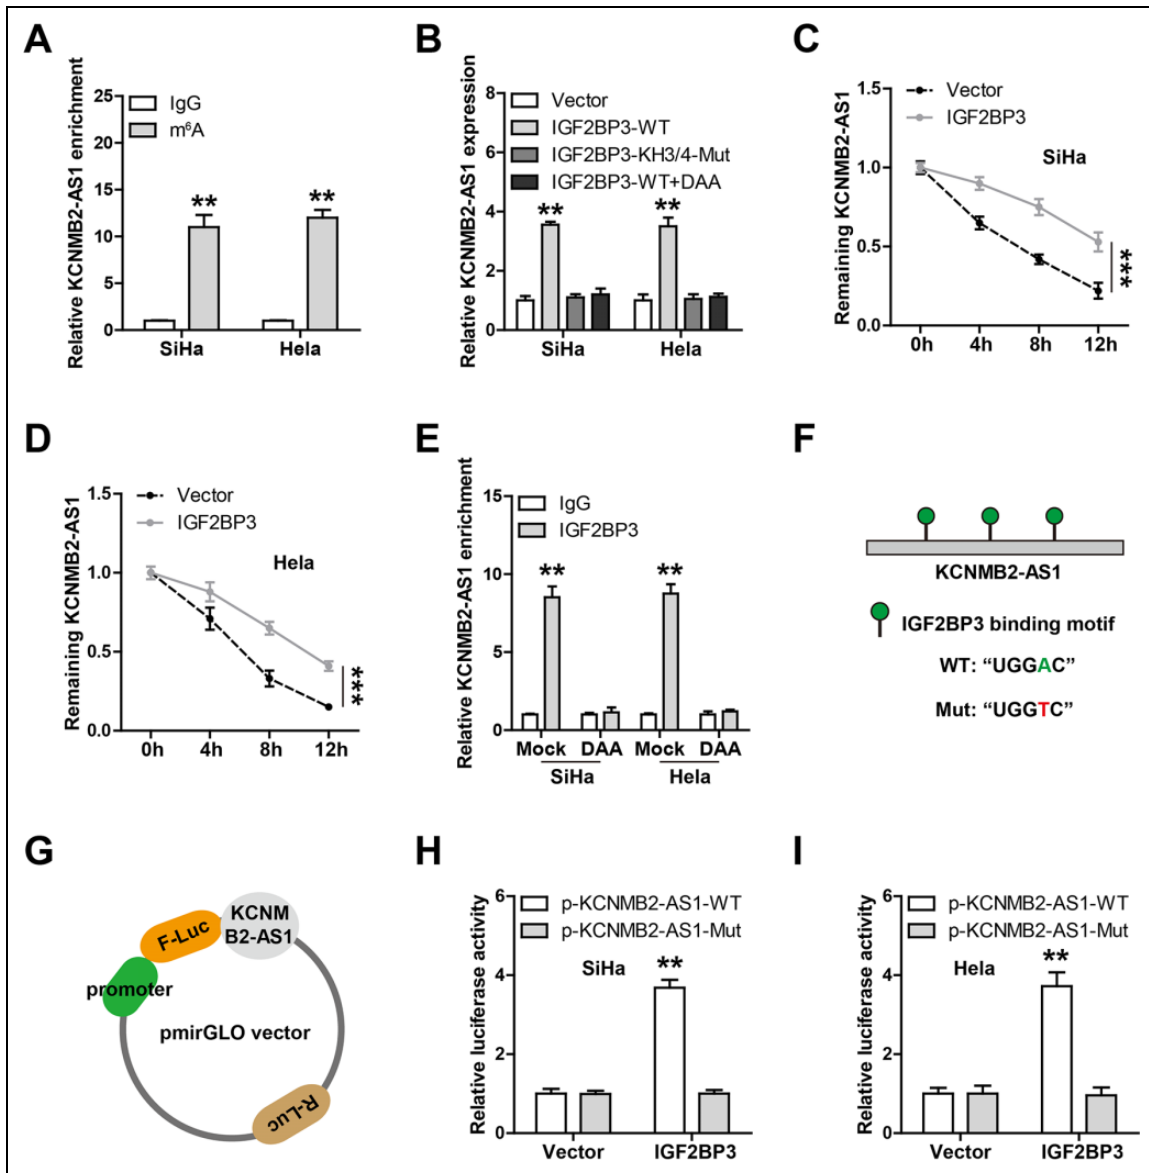 A
Relative KCNMB2-AS1 enrichment
25
20
15
10
5
0
IgG
m⁶A
**
**
SiHa
Hela
B
Relative KCNMB2-AS1 expression
8
6
4
2
0
Vector
IGF2BP3-WT
IGF2BP3-KH3/4-Mut
IGF2BP3-WT+DAA
**
**
SiHa
Hela
C
Remaining KCNMB2-AS1
1.5
1.0
0.5
0.0
Vector
IGF2BP3
SiHa
***
0h 4h 8h 12h
D
Remaining KCNMB2-AS1
1.5
1.0
0.5
0.0
Vector
IGF2BP3
Hela
***
0h 4h 8h 12h
E
Relative KCNMB2-AS1 enrichment
15
10
5
0
IgG
IGF2BP3
**
**
Mock DAA Mock DAA
SiHa
Hela
F
KCNMB2-AS1
IGF2BP3 binding motif
WT: “UGGAC”
Mut: “UGGTC”
G
KCNM
B2-AS1
F-Luc
promoter
pmirGLO vector
R-Luc
H
Relative luciferase activity
6
4
2
0
p-KCNMB2-AS1-WT
p-KCNMB2-AS1-Mut
SiHa
**
Vector
IGF2BP3
I
Relative luciferase activity
6
4
2
0
p-KCNMB2-AS1-WT
p-KCNMB2-AS1-Mut
Hela
**
Vector
IGF2BP3